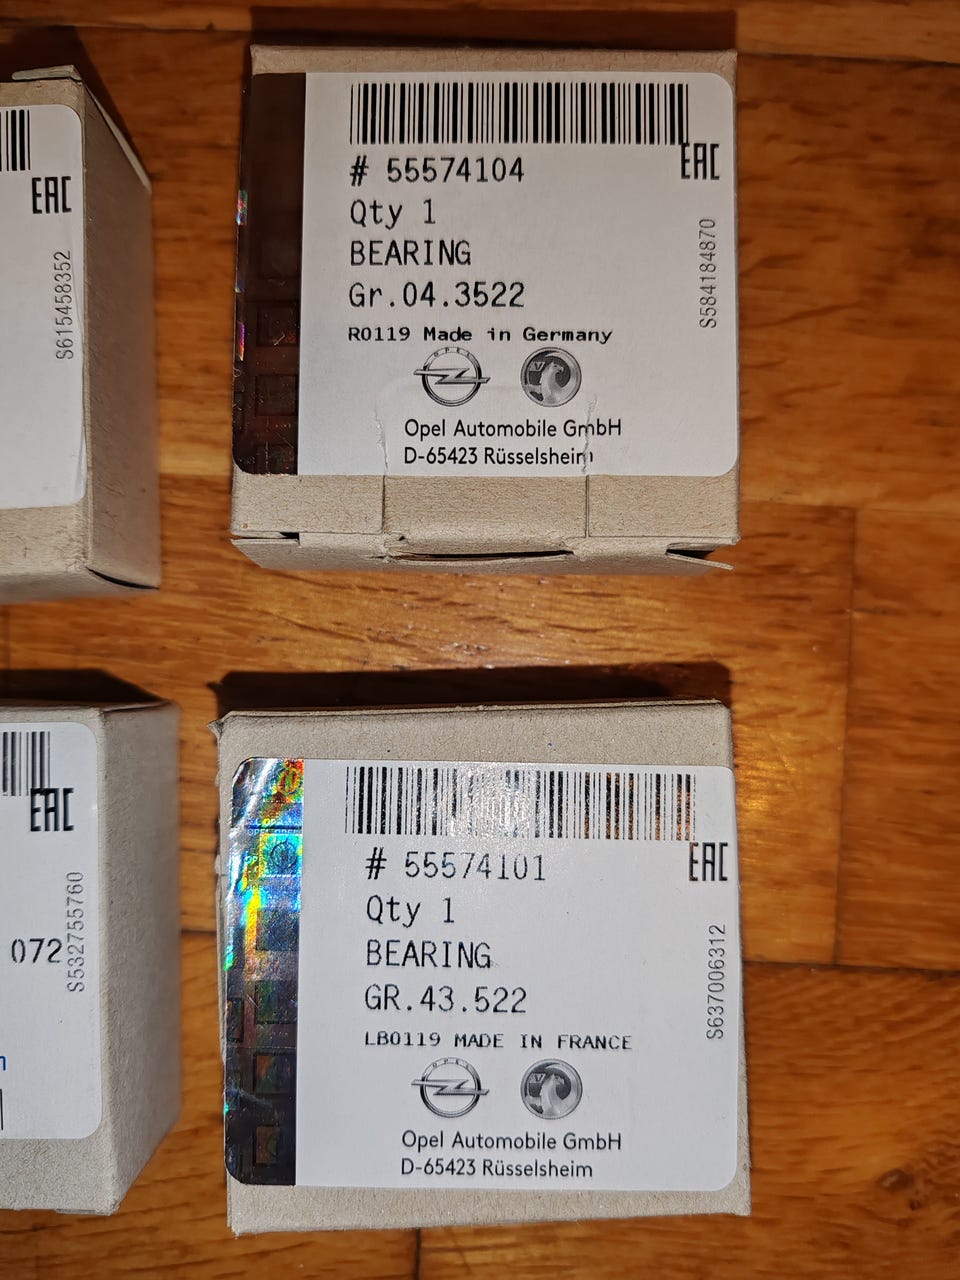 EAC
S615458352
# 55574104
EAC
Qty 1
BEARING
Gr.04.3522
R0119 Made in Germany
S584184870
OPEL
Opel Automobile GmbH
D-65423 Rüsselsheim
EAC
072
S532755760
# 55574101
EAC
Qty 1
BEARING
GR.43.522
LB0119 MADE IN FRANCE
S637006312
OPEL
Opel Automobile GmbH
D-65423 Rüsselsheim